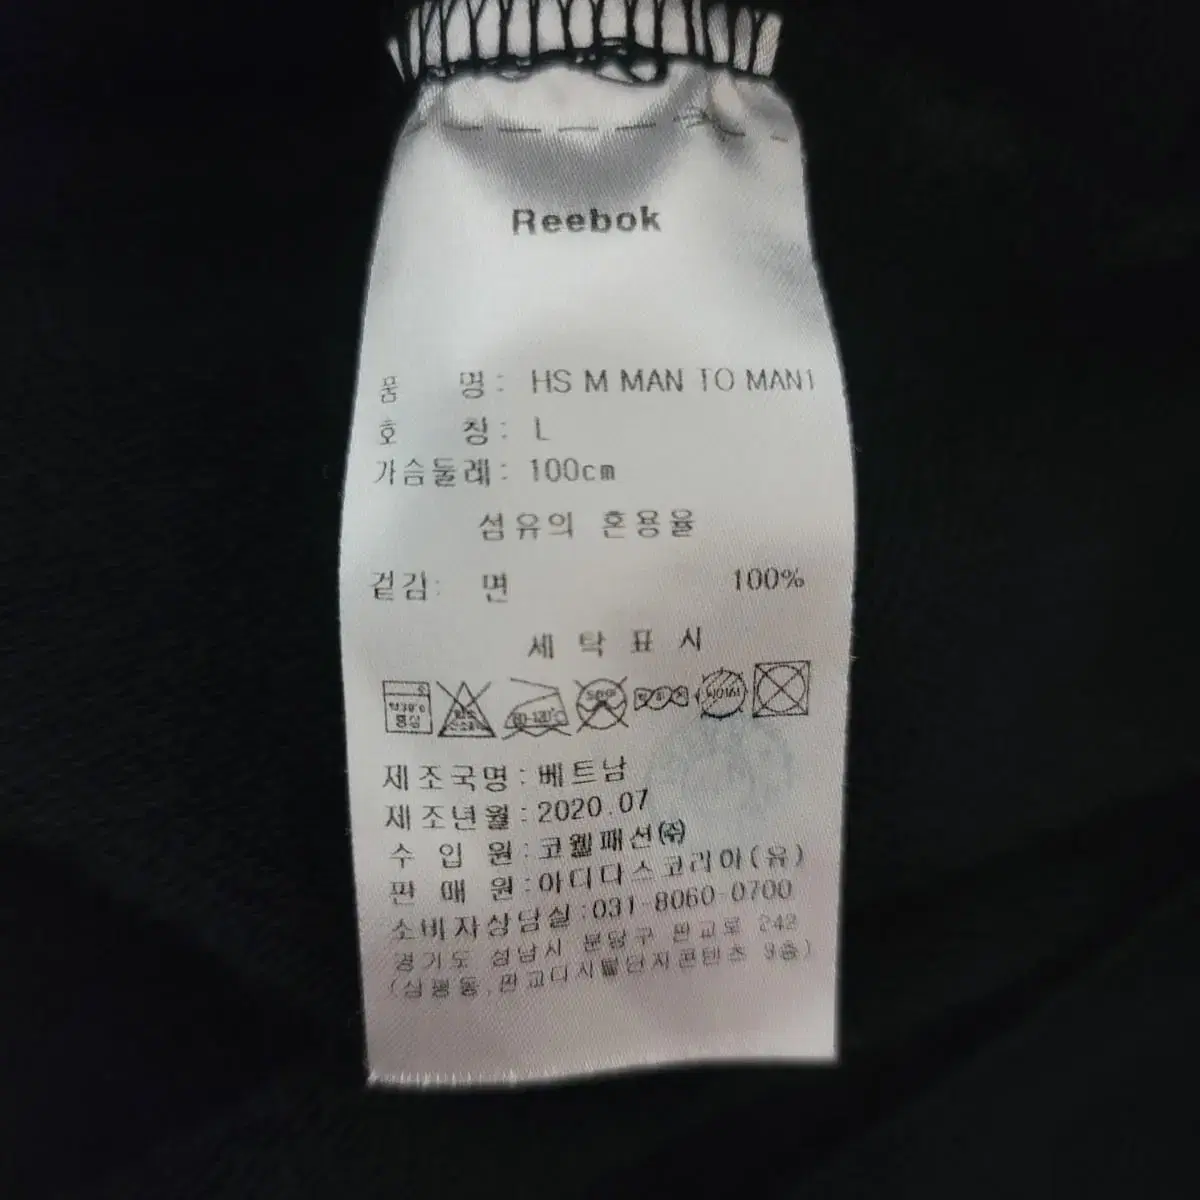 Reebok
품 명 : HS M MAN TO MAN1
호 칭 : L
가슴둘레 : 100cm
섬유의 혼용율
겉감: 면 100%
세 탁 표 시
제조국명 : 베트남
제조년월 : 2020.07
수 입 원 : 코웰패션㈜
판 매 원 : 아디다스코리아(유)
소비자상담실 : 031-8060-0700
경기도 성남시 분당구 판교로 242
(삼평동,판교디지털단지콘텐츠 9층)